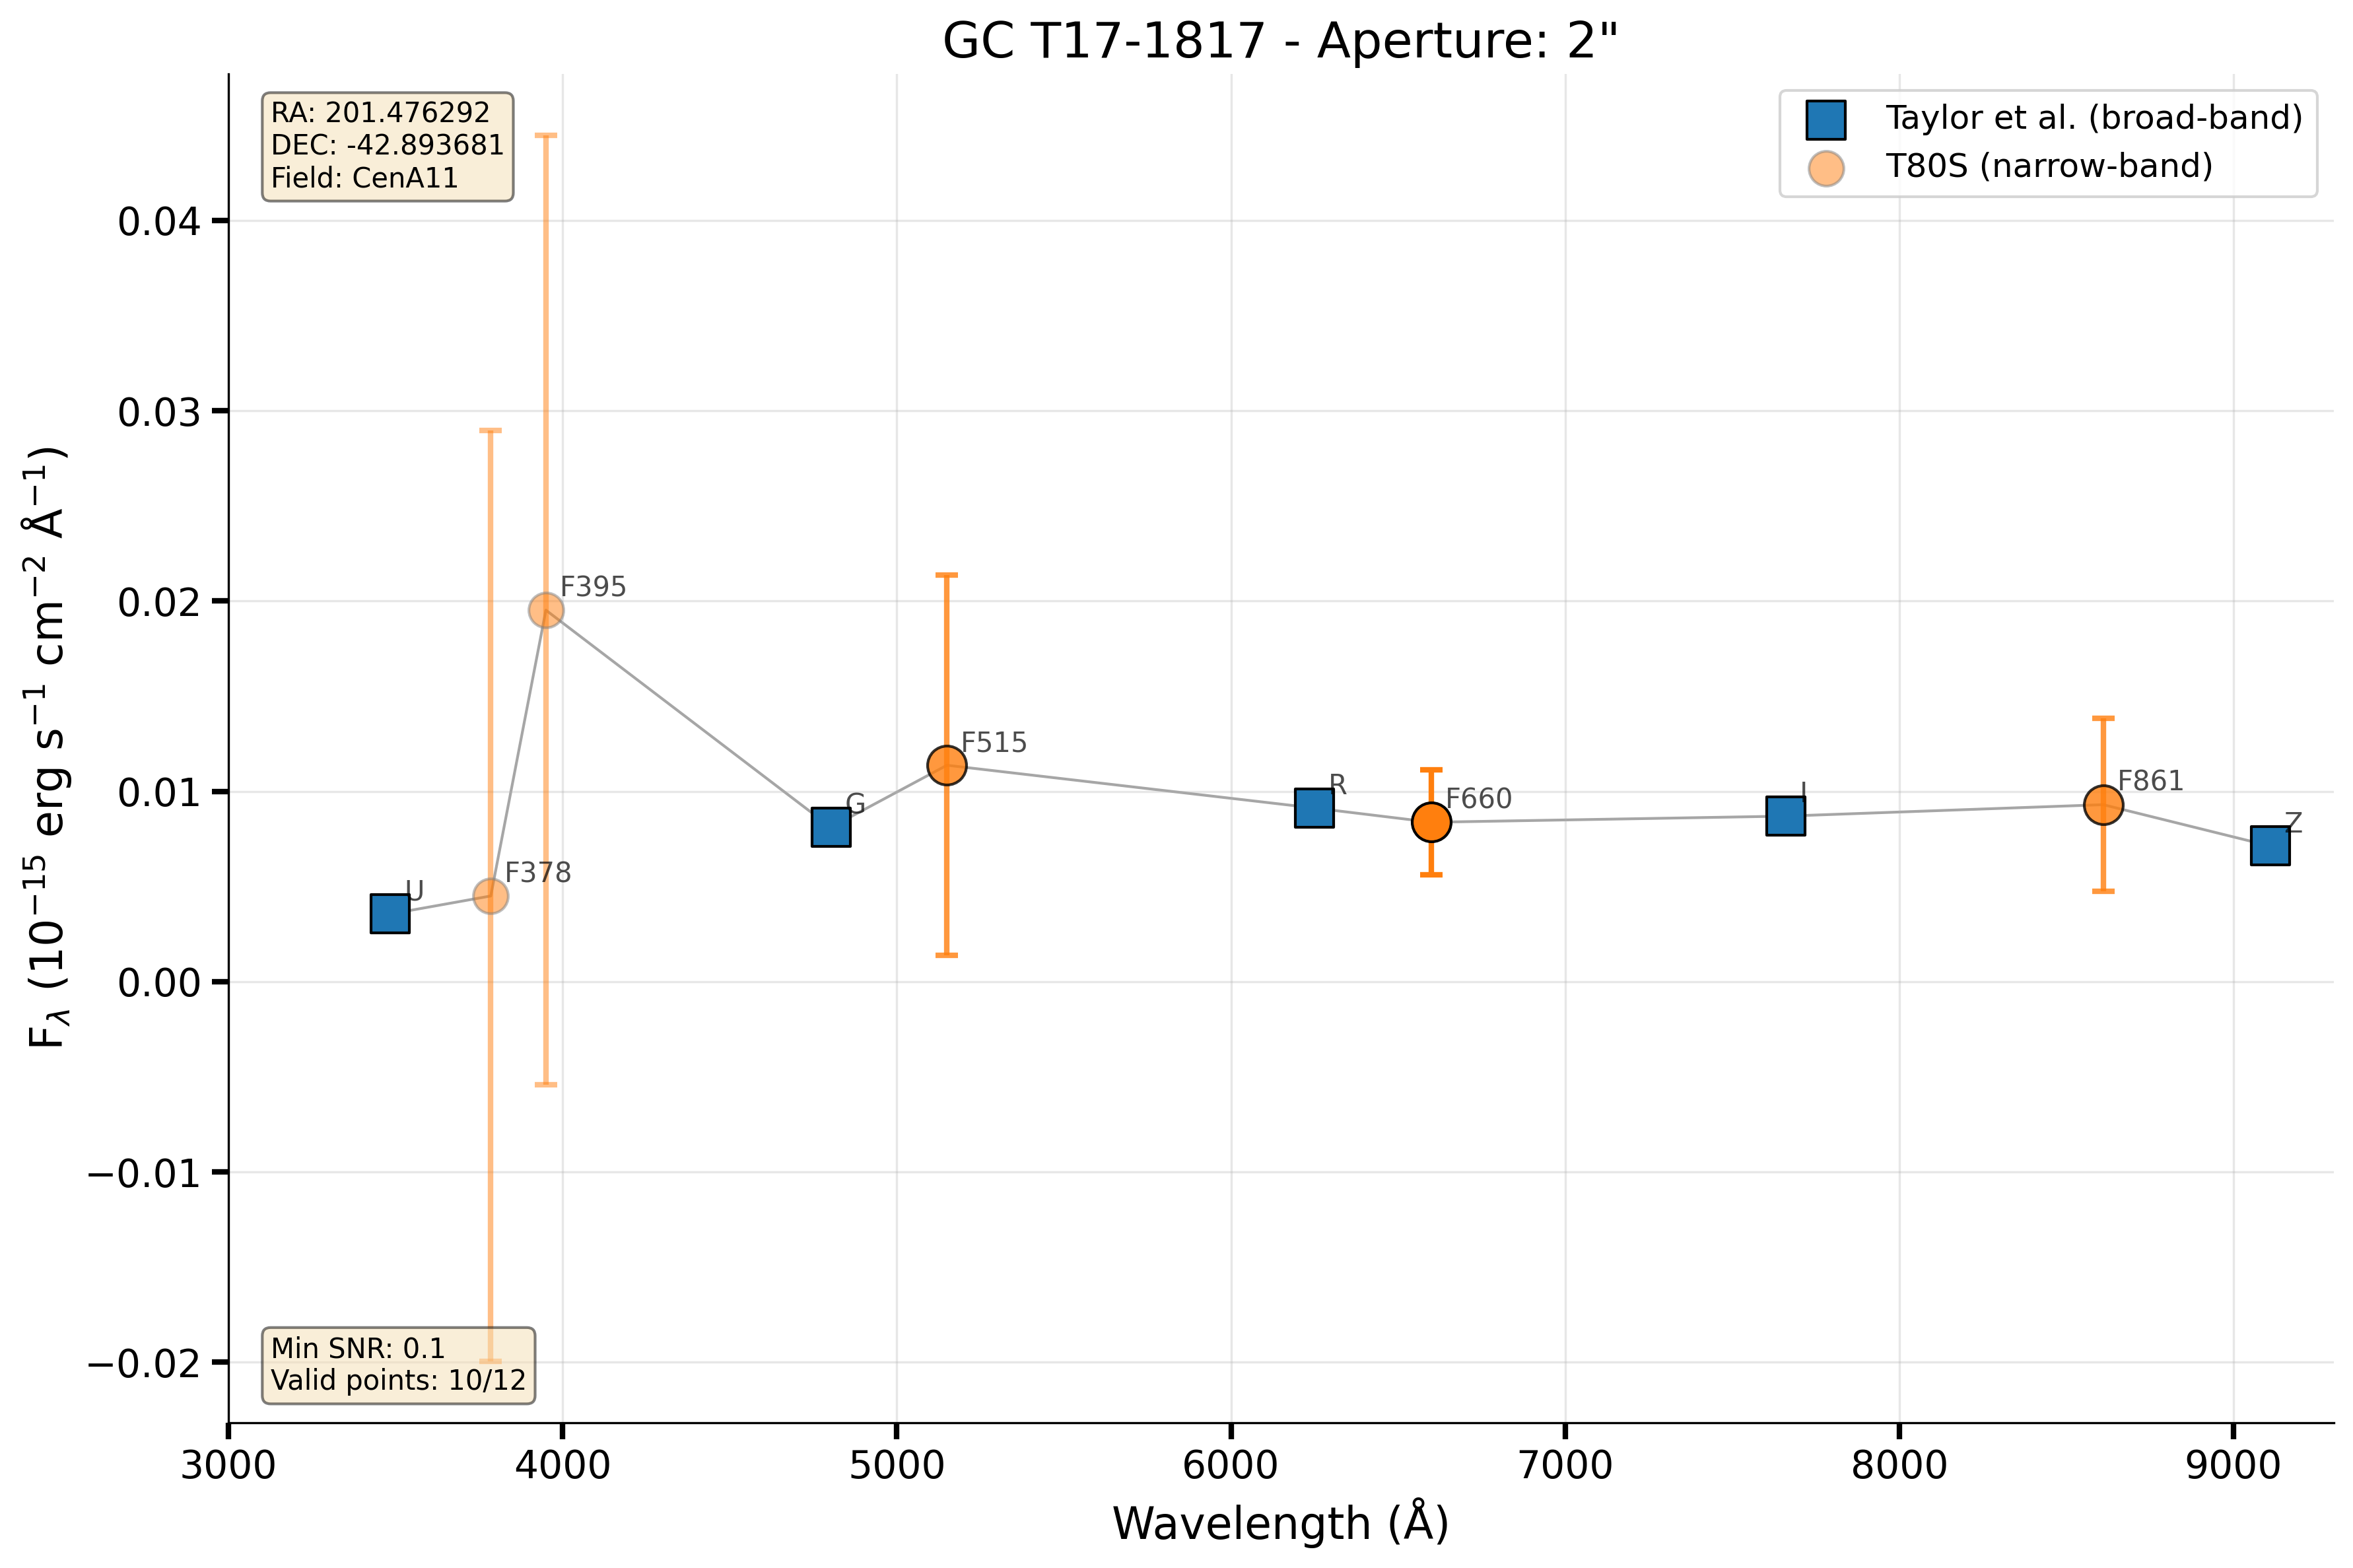 GC T17-1817 - Aperture: 2"
RA: 201.476292
DEC: -42.893681
Field: CenA11
Taylor et al. (broad-band)
T80S (narrow-band)
0.04
0.03
0.02
0.01
0.00
−0.01
−0.02
F_λ (10⁻¹⁵ erg s⁻¹ cm⁻² Å⁻¹)
U
F378
F395
G
F515
R
F660
I
F861
Z
Min SNR: 0.1
Valid points: 10/12
3000 4000 5000 6000 7000 8000 9000
Wavelength (Å)